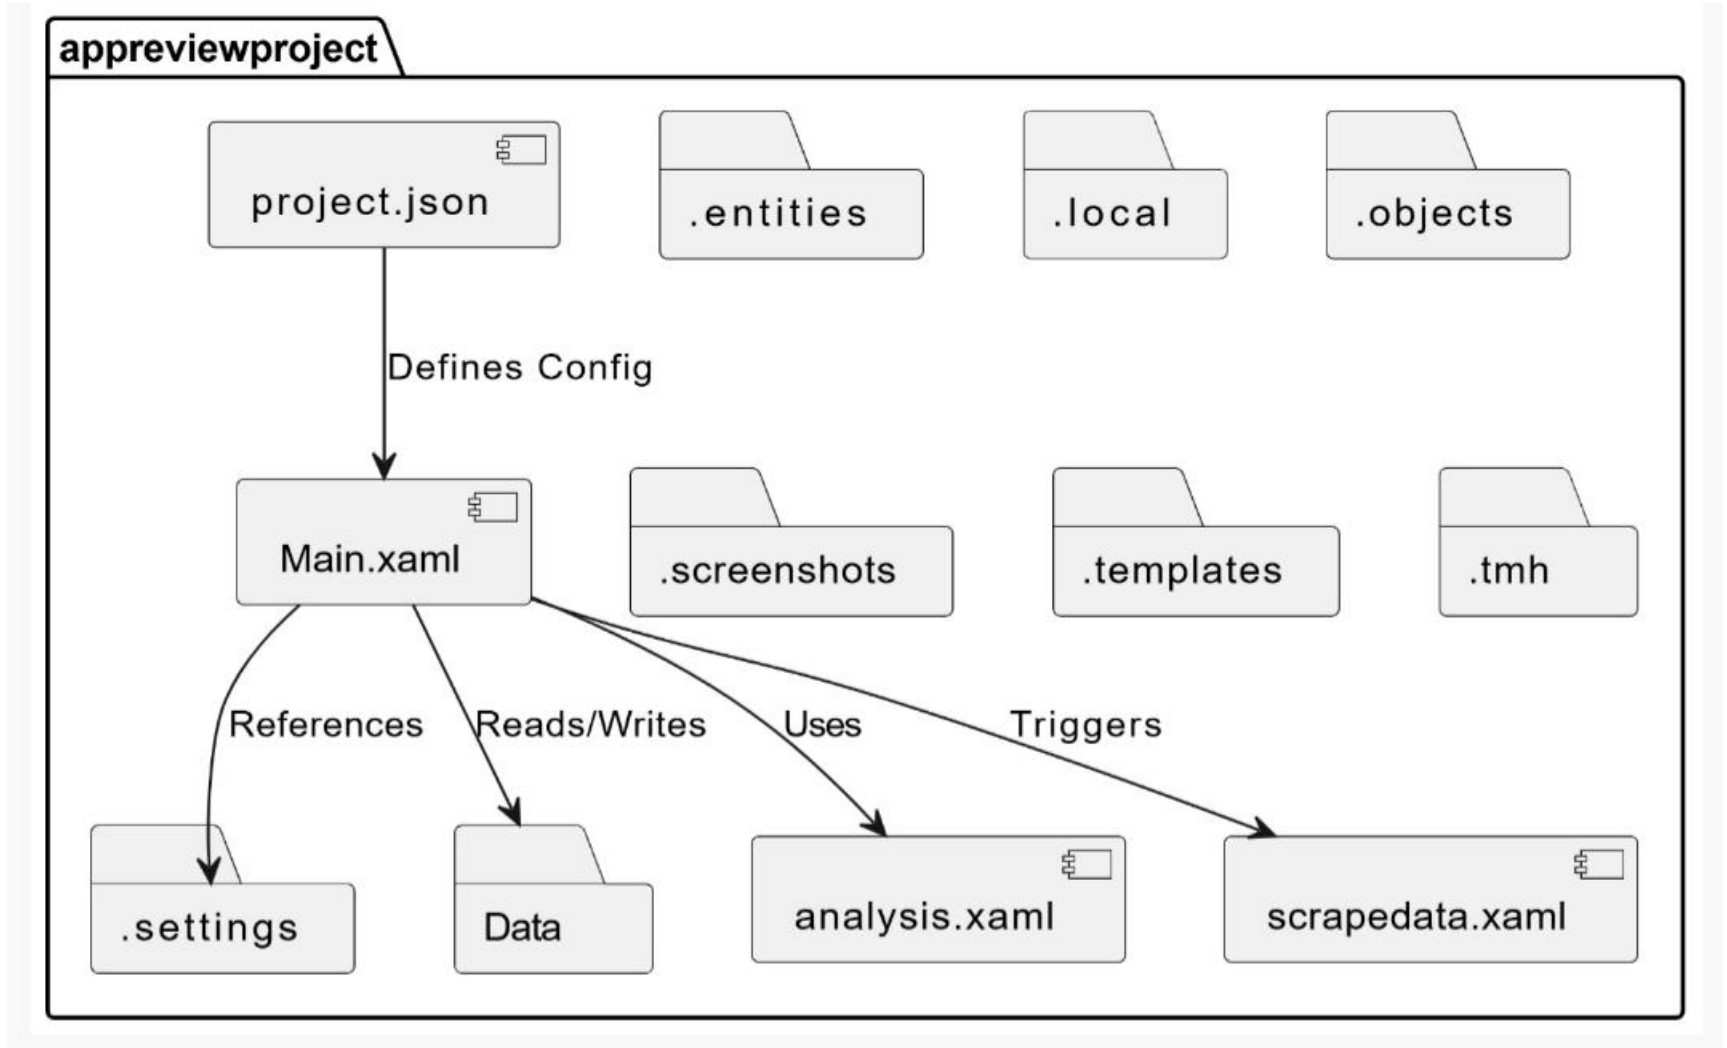 appreviewproject
project.json
.entities
.local
.objects
Defines Config
Main.xaml
.screenshots
.templates
.tmh
References
Reads/Writes
Uses
Triggers
.settings
Data
analysis.xaml
scrapedata.xaml